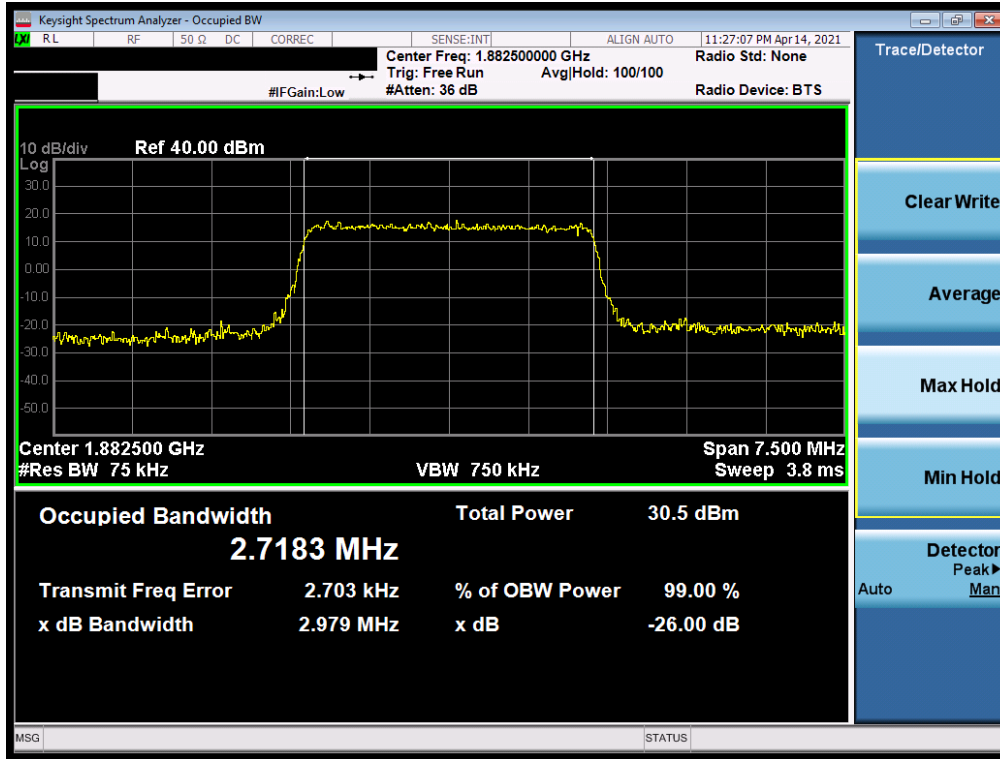 Keysight Spectrum Analyzer - Occupied BW
LXI RL RF 50 Ω DC CORREC SENSE:INT ALIGN AUTO 11:27:07 PM Apr 14, 2021
Center Freq: 1.882500000 GHz Radio Std: None
Trig: Free Run Avg|Hold: 100/100
#IFGain:Low #Atten: 36 dB Radio Device: BTS
10 dB/div Ref 40.00 dBm
Log
30.0
20.0
10.0
0.00
-10.0
-20.0
-30.0
-40.0
-50.0
Center 1.882500 GHz Span 7.500 MHz
#Res BW 75 kHz VBW 750 kHz Sweep 3.8 ms
Occupied Bandwidth Total Power 30.5 dBm
2.7183 MHz
Transmit Freq Error 2.703 kHz % of OBW Power 99.00 %
x dB Bandwidth 2.979 MHz x dB -26.00 dB
MSG STATUS
Trace/Detector
Clear Write
Average
Max Hold
Min Hold
Detector
Peak▶
Auto Man